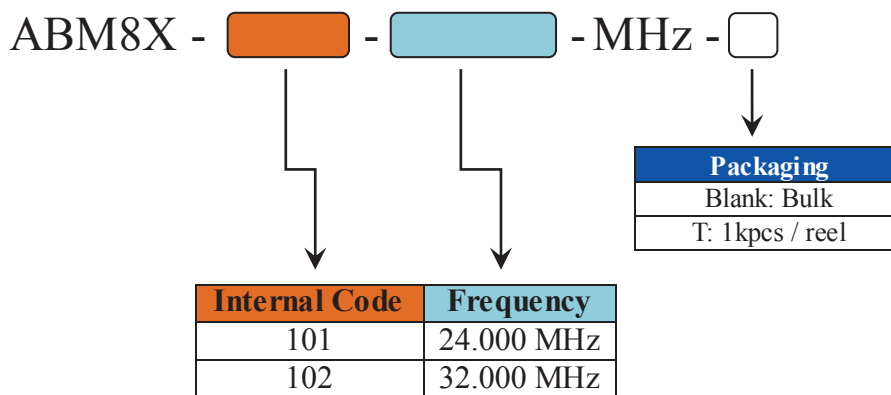 ABM8X - - - MHz -
Packaging
Blank: Bulk
T: 1kpcs / reel
Internal Code Frequency
101 24.000 MHz
102 32.000 MHz